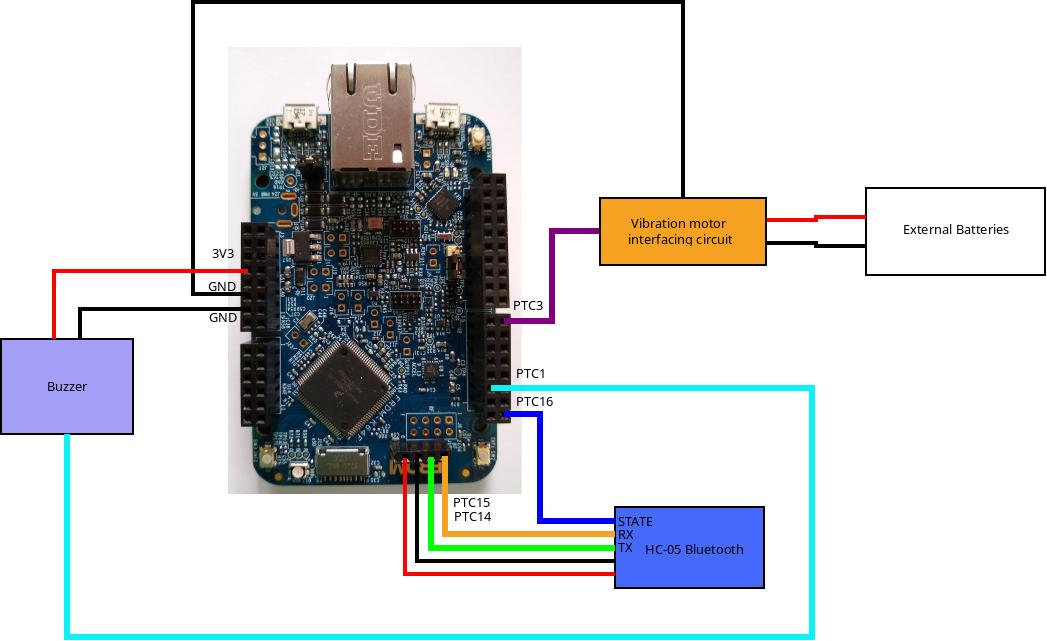 3V3
GND
GND
PTC3
PTC1
PTC16
PTC15
PTC14
Vibration motor
interfacing circuit
External Batteries
Buzzer
STATE
RX
TX
HC-05 Bluetooth